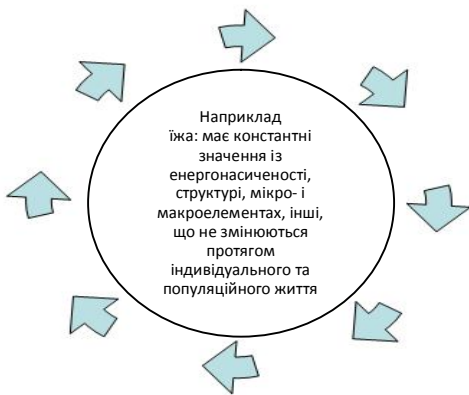 Наприклад
їжа: має константні
значення із
енергонасиченості,
структурі, мікро- і
макроелементах, інші,
що не змінюються
протягом
індивідуального та
популяційного життя